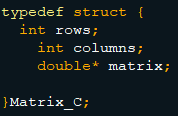 typedef struct {
  int rows;
    int columns;
    double* matrix;

}Matrix_C;